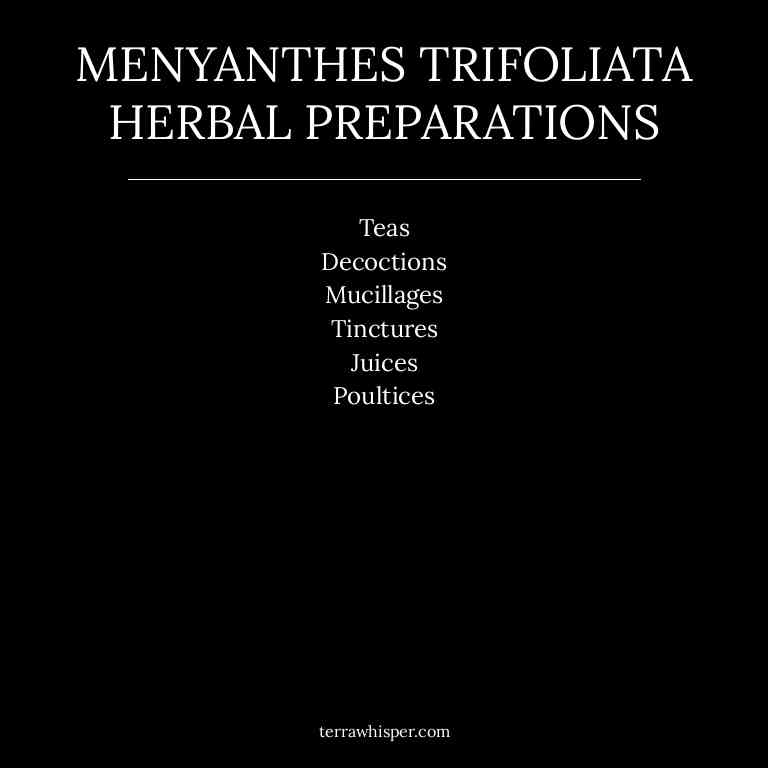 MENYANTHES TRIFOLIATA
HERBAL PREPARATIONS
Teas
Decoctions
Mucillages
Tinctures
Juices
Poultices
terrawhisper.com